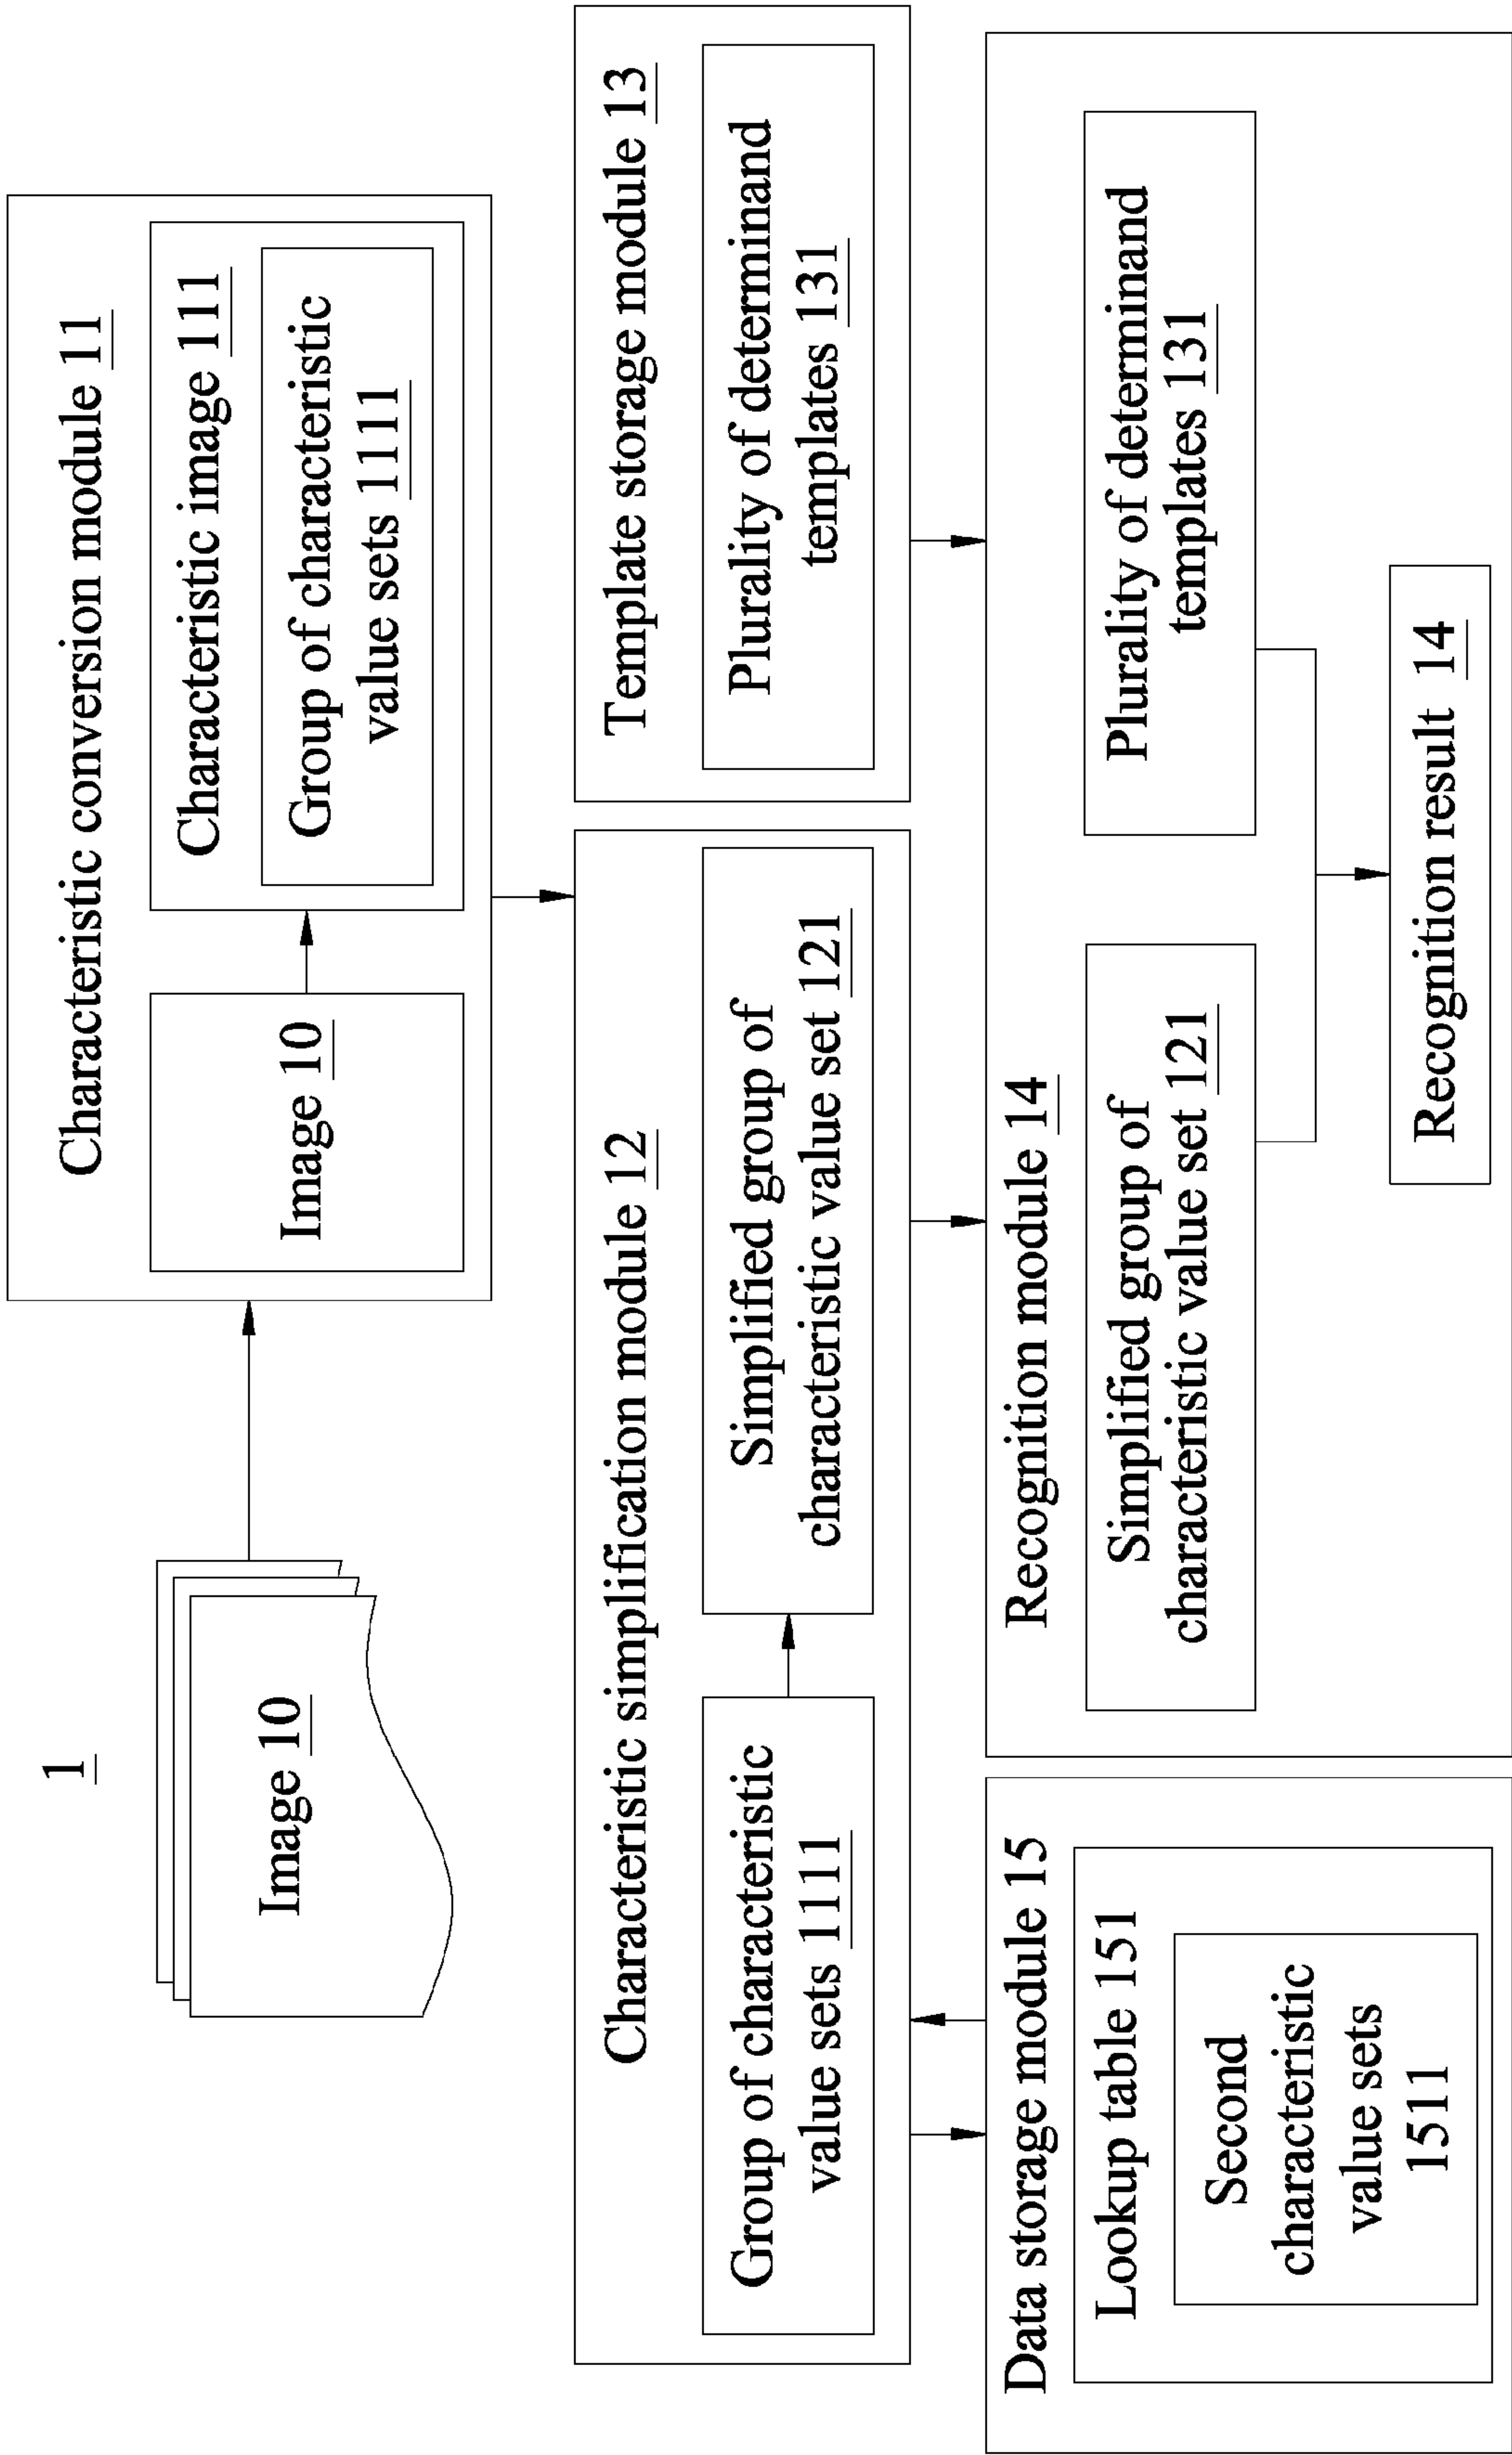 1
Image 10
Characteristic conversion module 11
Image 10
Characteristic image 111
Group of characteristic
value sets 1111
Characteristic simplification module 12
Group of characteristic
value sets 1111
Simplified group of
characteristic value set 121
Template storage module 13
Plurality of determinand
templates 131
Data storage module 15
Lookup table 151
Second
characteristic
value sets
1511
Recognition module 14
Simplified group of
characteristic value set 121
Plurality of determinand
templates 131
Recognition result 14